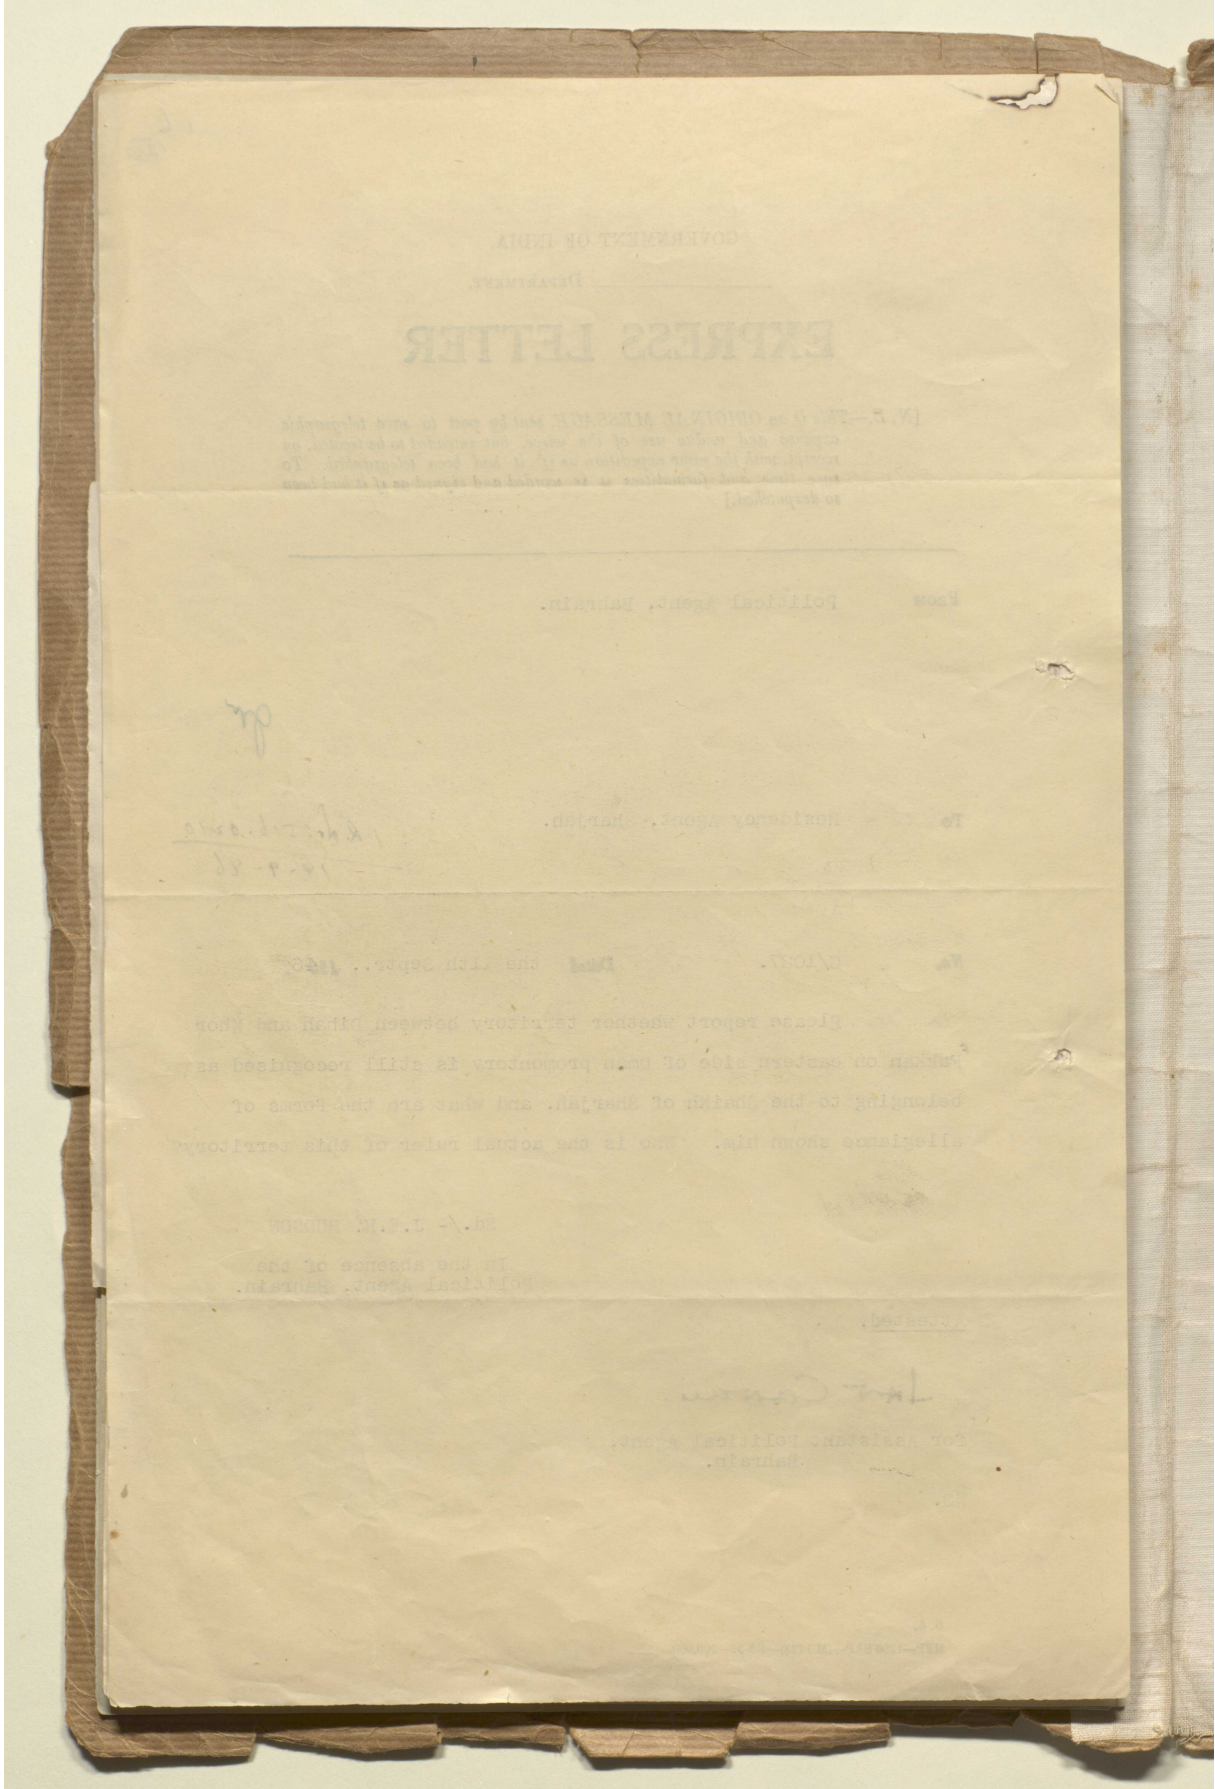 GOVERNMENT OF INDIA,
DEPARTMENT.
EXPRESS LETTER
[N. B.—This is an ORIGINAL MESSAGE, sent by post to save telegraphic
expense and undue use of the wires, but intended to be treated, on
receipt, with the same expedition as if it had been telegraphed. To
save time and formalities it is worded and signed as if it had been
so despatched.]
From Political Agent, Bahrain.
To Residency Agent, Sharjah.
No. C/1027. Dated the 11th Septr., 1940
Please report whether territory between Dibah and Khor
Fakkan on eastern side of Oman promontory is still recognised as
belonging to the Shaikh of Sharjah, and what are the Forms of
allegiance shown him. Who is the actual ruler of this territory
Sd./- J.B.H. HUDSON
In the absence of the
Political Agent, Bahrain.
Attested.
for Assistant Political Agent,
Bahrain.